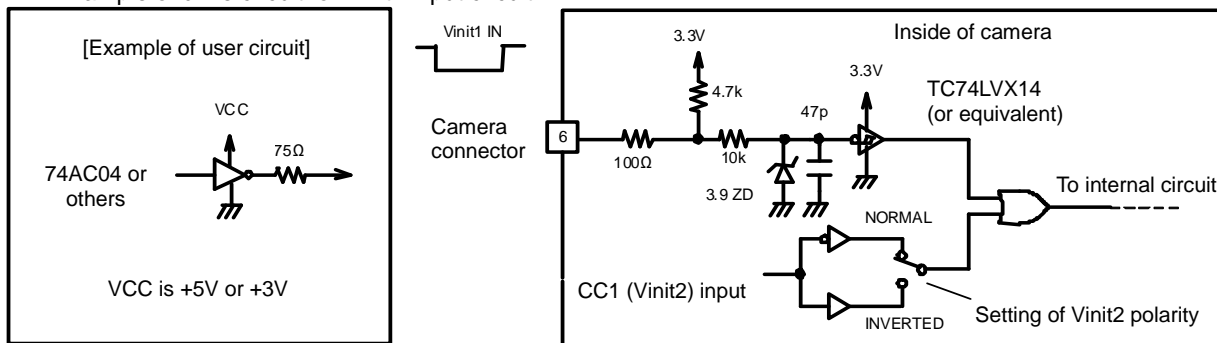 [Example of user circuit]
VCC
75Ω
74AC04 or
others
VCC is +5V or +3V
Vinit1 IN
Camera
connector
Inside of camera
3.3V
4.7k
6
100Ω
10k
3.9 ZD
47p
3.3V
TC74LVX14
(or equivalent)
To internal circuit
NORMAL
CC1 (Vinit2) input
INVERTED
Setting of Vinit2 polarity